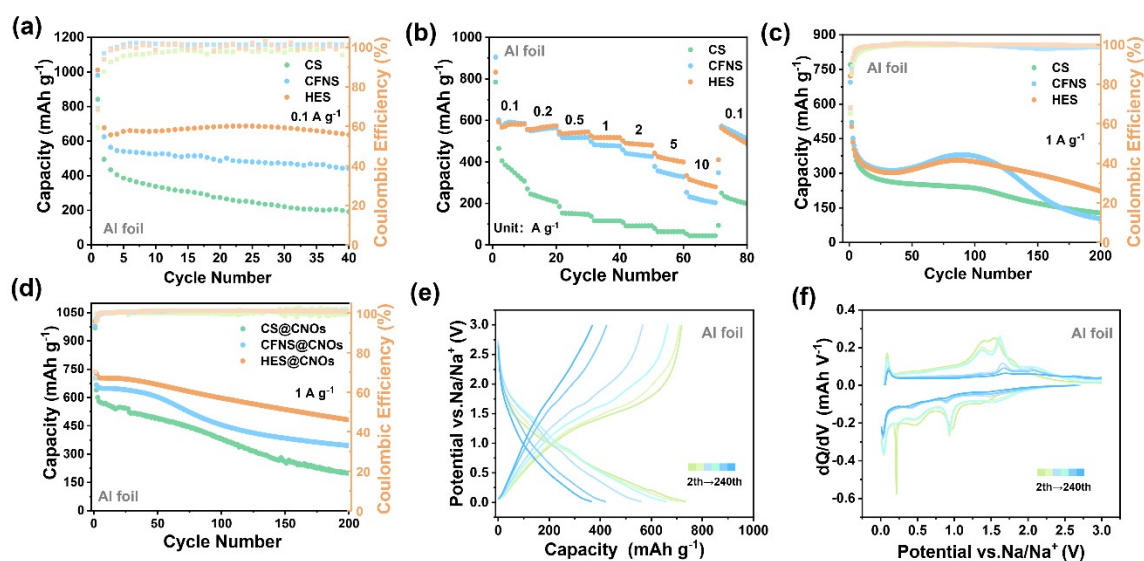 (a)
1200
1000
800
600
400
200
0
Capacity (mAh g⁻¹)
0 5 10 15 20 25 30 35 40
Cycle Number
100
80
60
40
20
0
Coulombic Efficiency (%)
CS
CFNS
HES
0.1 A g⁻¹
Al foil
(b)
1000
800
600
400
200
0
Capacity (mAh g⁻¹)
0 20 40 60 80
Cycle Number
Al foil
CS
CFNS
HES
0.1 0.2 0.5 1 2 5 10 0.1
Unit: A g⁻¹
(c)
900
750
600
450
300
150
0
Capacity (mAh g⁻¹)
0 50 100 150 200
Cycle Number
100
80
60
40
20
0
Coulombic Efficiency (%)
Al foil
CS
CFNS
HES
1 A g⁻¹
(d)
1050
900
750
600
450
300
150
0
Capacity (mAh g⁻¹)
0 50 100 150 200
Cycle Number
100
80
60
40
20
0
Coulombic Efficiency (%)
CS@CNOs
CFNS@CNOs
HES@CNOs
1 A g⁻¹
Al foil
(e)
3.0
2.5
2.0
1.5
1.0
0.5
0.0
Potential vs.Na/Na⁺ (V)
0 200 400 600 800 1000
Capacity (mAh g⁻¹)
Al foil
2th→240th
(f)
0.4
0.2
0.0
-0.2
-0.4
-0.6
dQ/dV (mAh V⁻¹)
0.0 0.5 1.0 1.5 2.0 2.5 3.0
Potential vs.Na/Na⁺ (V)
Al foil
2th→240th